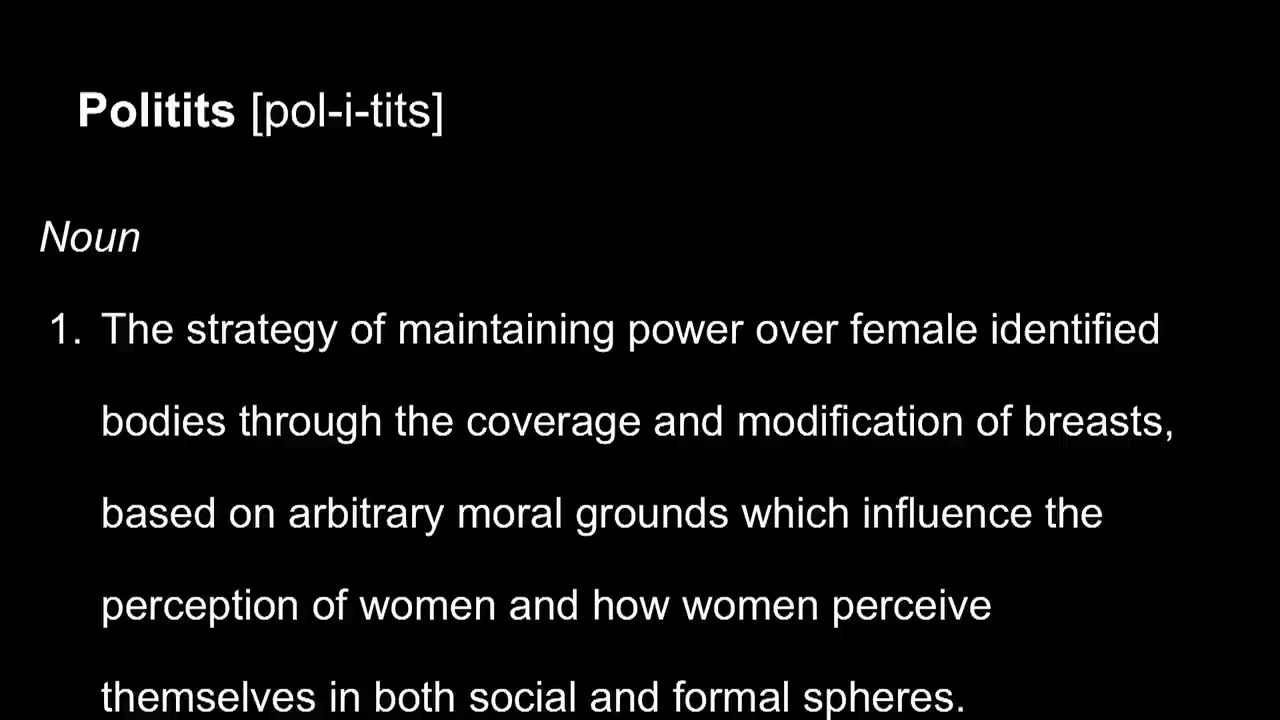 Politits [pol-i-tits]
Noun
1. The strategy of maintaining power over female identified
bodies through the coverage and modification of breasts,
based on arbitrary moral grounds which influence the
perception of women and how women perceive
themselves in both social and formal spheres.